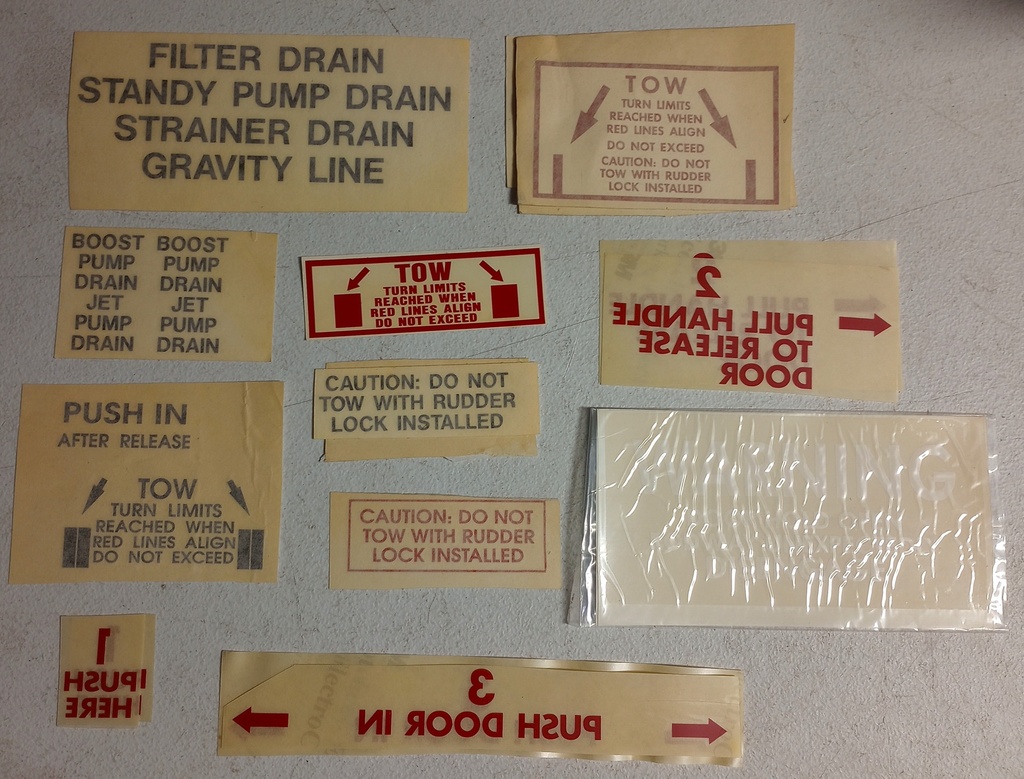 FILTER DRAIN
STANDY PUMP DRAIN
STRAINER DRAIN
GRAVITY LINE
TOW
TURN LIMITS
REACHED WHEN
RED LINES ALIGN
DO NOT EXCEED
CAUTION: DO NOT
TOW WITH RUDDER
LOCK INSTALLED
BOOST BOOST
PUMP PUMP
DRAIN DRAIN
JET JET
PUMP PUMP
DRAIN DRAIN
TOW
TURN LIMITS
REACHED WHEN
RED LINES ALIGN
DO NOT EXCEED
2
PULL HANDLE
TO RELEASE
DOOR
PUSH IN
AFTER RELEASE
TOW
TURN LIMITS
REACHED WHEN
RED LINES ALIGN
DO NOT EXCEED
CAUTION: DO NOT
TOW WITH RUDDER
LOCK INSTALLED
CAUTION: DO NOT
TOW WITH RUDDER
LOCK INSTALLED
WARNING
1
PUSH
HERE
3
PUSH DOOR IN